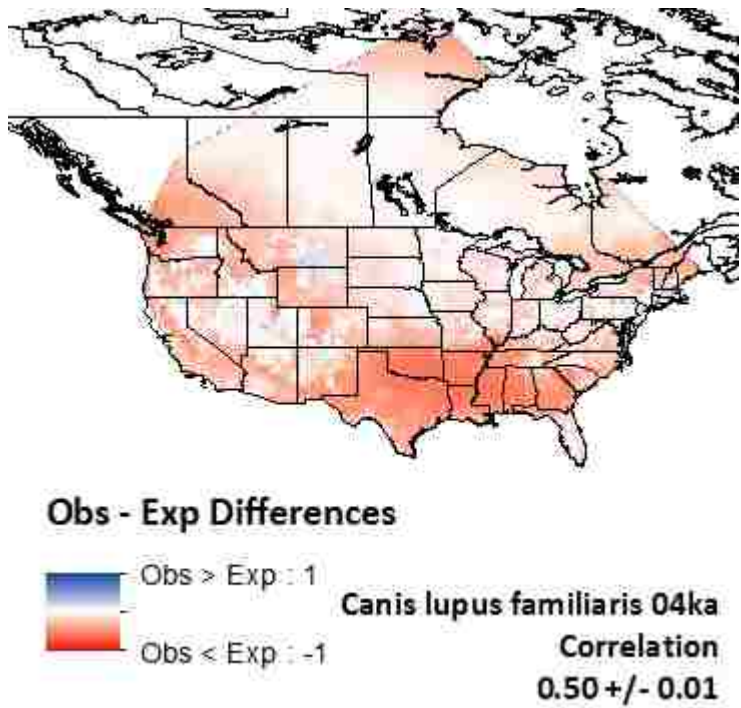 Obs - Exp Differences
Obs > Exp : 1
Obs < Exp : -1
Canis lupus familiaris 04ka
Correlation
0.50 +/- 0.01